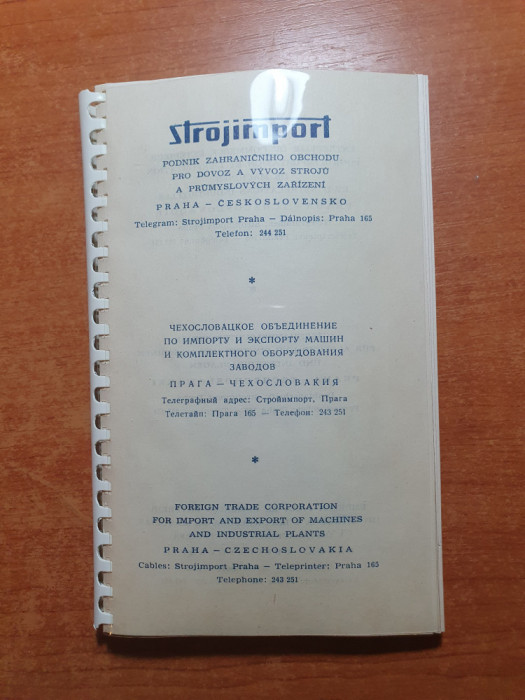 Strojimport
PODNIK ZAHRANIČNÍHO OBCHODU
PRO DOVOZ A VÝVOZ STROJŮ
A PRŮMYSLOVÝCH ZAŘÍZENÍ
PRAHA – ČESKOSLOVENSKO
Telegram: Strojimport Praha – Dálnopis: Praha 165
Telefon: 244 251
*
ЧЕХОСЛОВАЦКОЕ ОБЪЕДИНЕНИЕ
ПО ИМПОРТУ И ЭКСПОРТУ МАШИН
И КОМПЛЕКТНОГО ОБОРУДОВАНИЯ
ЗАВОДОВ
ПРАГА – ЧЕХОСЛОВАКИЯ
Телеграфный адрес: Стройимпорт, Прага
Телетайп: Прага 165 – Телефон: 243 251
*
FOREIGN TRADE CORPORATION
FOR IMPORT AND EXPORT OF MACHINES
AND INDUSTRIAL PLANTS
PRAHA – CZECHOSLOVAKIA
Cables: Strojimport Praha – Teleprinter: Praha 165
Telephone: 243 251